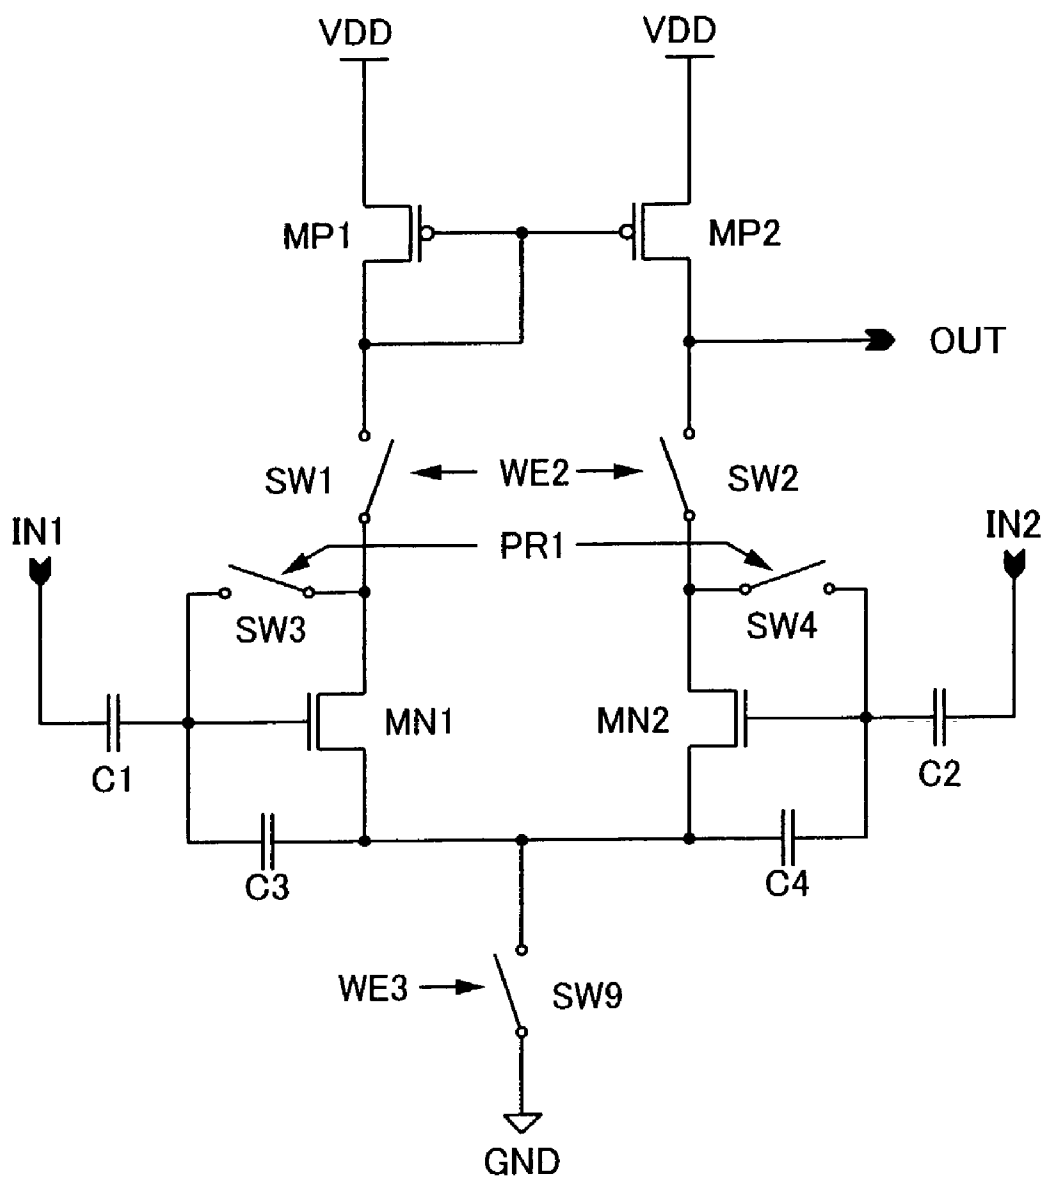 VDD
VDD
MP1
MP2
OUT
SW1
WE2
SW2
IN1
PR1
IN2
SW3
SW4
MN1
MN2
C1
C2
C3
C4
WE3
SW9
GND